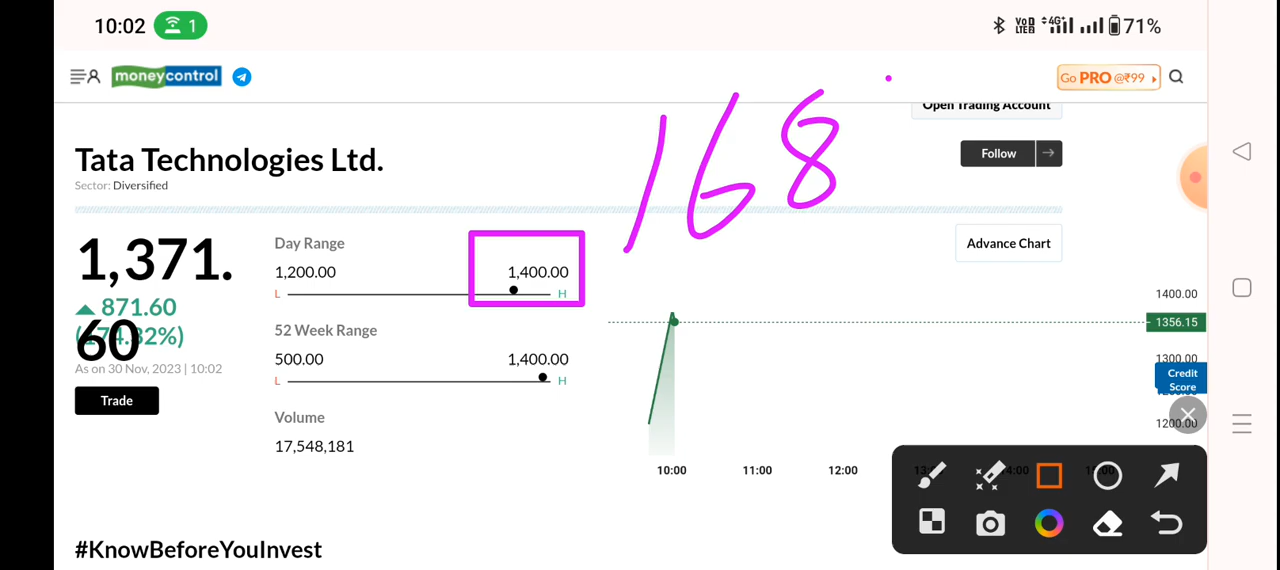 10:02 1 VoD LTE 4G+ 71%
moneycontrol Go PRO @₹99
Open Trading Account
168
Tata Technologies Ltd.
Follow
Sector: Diversified
Advance Chart
1,371.60
871.60
Day Range
1,200.00 1,400.00
L H
52 Week Range
500.00 1,400.00
L H
As on 30 Nov, 2023 | 10:02
Trade
Volume
17,548,181
1400.00
1356.15
1300.00
Credit Score
1200.00
10:00 11:00 12:00
#KnowBeforeYouInvest